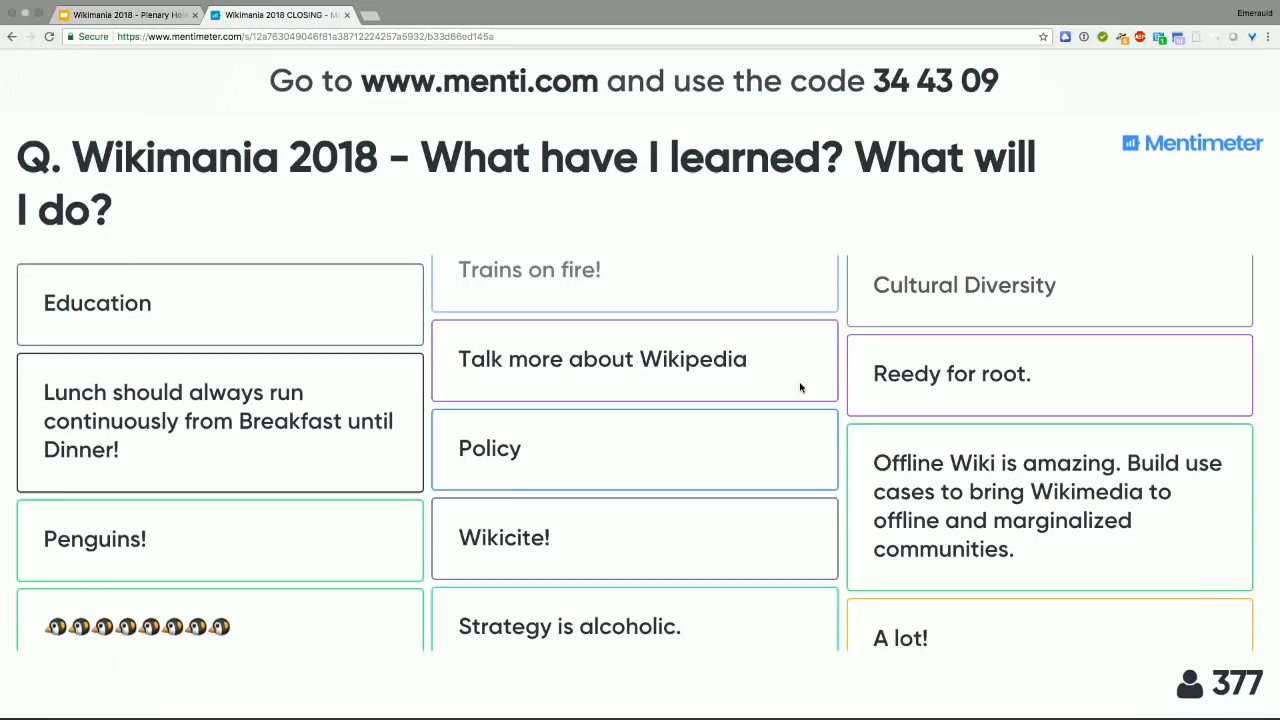 Wikimania 2018 - Plenary Hol
Wikimania 2018 CLOSING - M
Emerauld
Secure https://www.mentimeter.com/s/12a763049046f81a38712224257a5932/b33d66ed145a
Go to www.menti.com and use the code 34 43 09
Q. Wikimania 2018 - What have I learned? What will
I do?
Mentimeter
Education
Lunch should always run
continuously from Breakfast until
Dinner!
Penguins!
🐧🐧🐧🐧🐧🐧🐧🐧
Trains on fire!
Talk more about Wikipedia
Policy
Wikicite!
Strategy is alcoholic.
Cultural Diversity
Reedy for root.
Offline Wiki is amazing. Build use
cases to bring Wikimedia to
offline and marginalized
communities.
A lot!
377